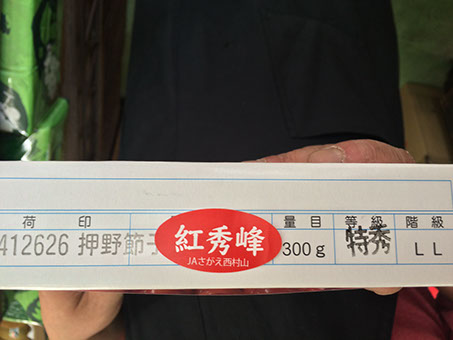 荷印 量目 等級 階級
412626 押野節子 紅秀峰 300g 特秀 LL
JAさがえ西村山